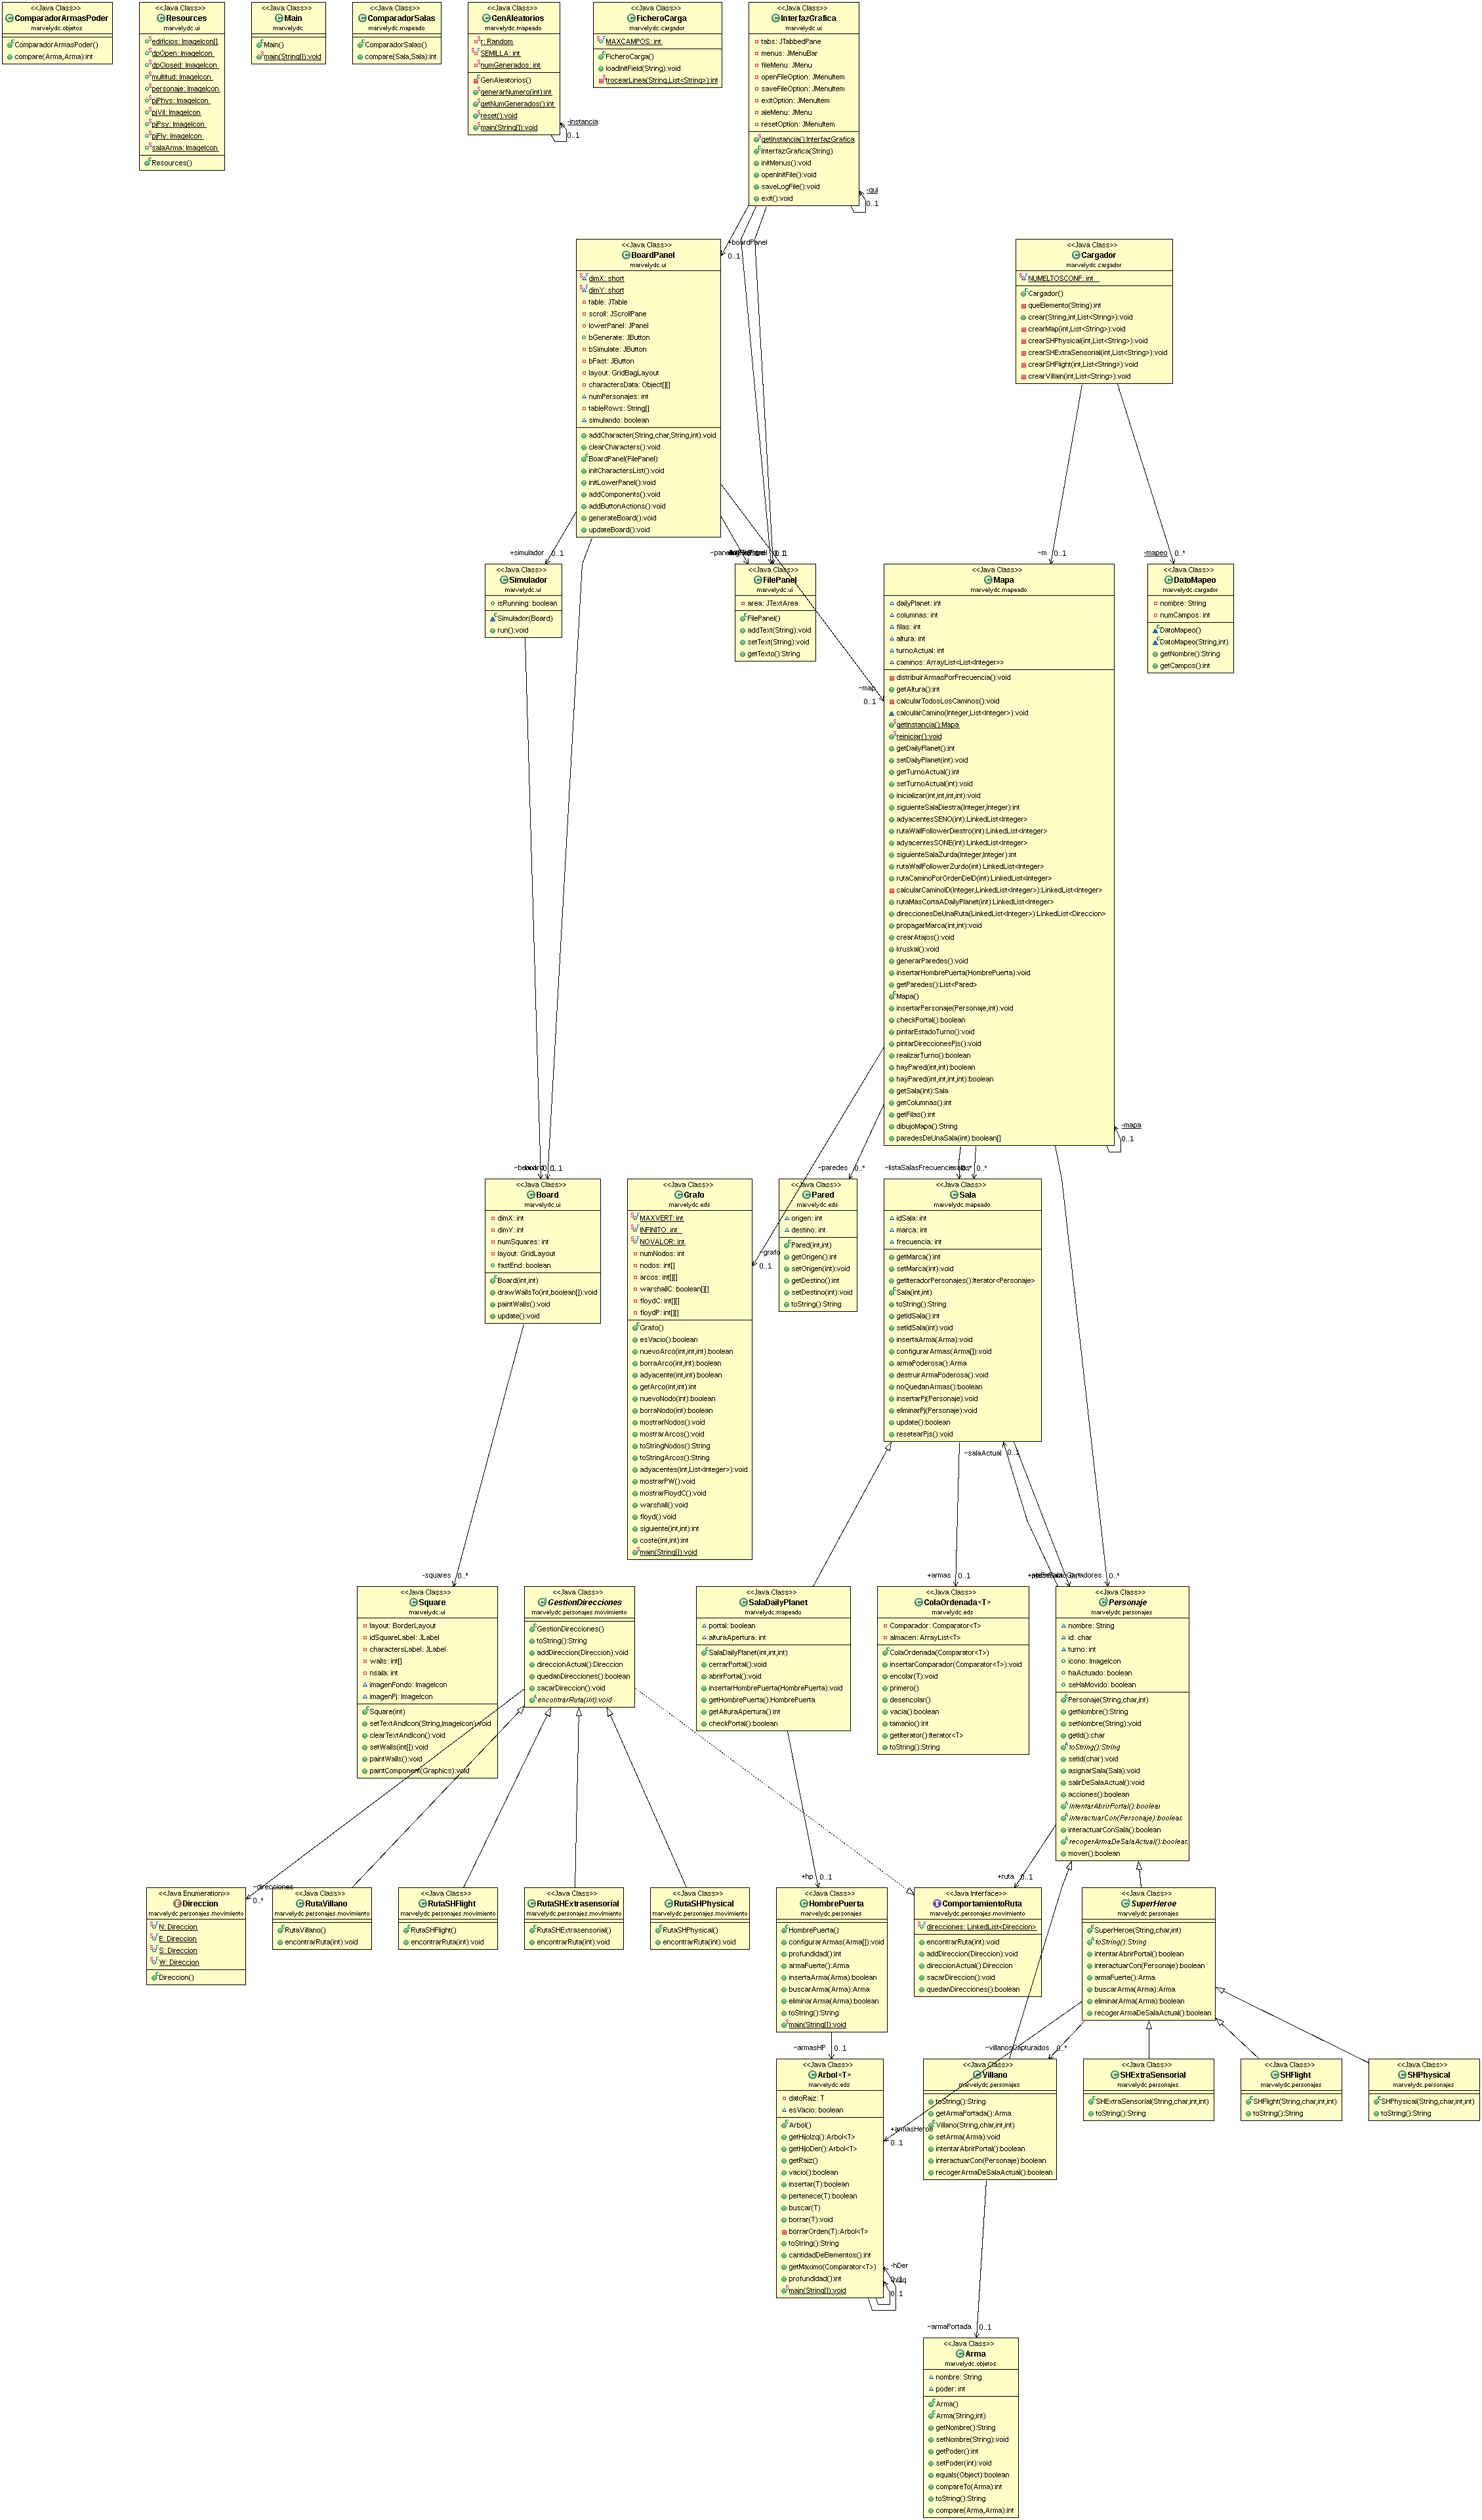 <<Java Class>>
ComparadorArmasPoder
marvelydc.objetos
ComparadorArmasPoder()
compare(Arma,Arma):int
<<Java Class>>
Resources
marvelydc.ui
edificios: ImageIcon[]
dpOpen: ImageIcon
dpClosed: ImageIcon
multitud: ImageIcon
personaje: ImageIcon
pjPhys: ImageIcon
pjVil: ImageIcon
pjPsy: ImageIcon
pjFly: ImageIcon
salaArma: ImageIcon
Resources()
<<Java Class>>
Main
marvelydc
Main()
main(String[]):void
<<Java Class>>
ComparadorSalas
marvelydc.mapeado
ComparadorSalas()
compare(Sala,Sala):int
<<Java Class>>
GenAleatorios
marvelydc.mapeado
r: Random
SEMILLA: int
numGenerados: int
GenAleatorios()
generarNumero(int):int
getNumGenerados():int
reset():void
main(String[]):void
-instancia
0..1
<<Java Class>>
FicheroCarga
marvelydc.cargador
MAXCAMPOS: int
FicheroCarga()
loadInitField(String):void
trocearLinea(String,List<String>):int
<<Java Class>>
InterfazGrafica
marvelydc.ui
tabs: JTabbedPane
menus: JMenuBar
fileMenu: JMenu
openFileOption: JMenuItem
saveFileOption: JMenuItem
exitOption: JMenuItem
aleMenu: JMenu
resetOption: JMenuItem
getInstancia():InterfazGrafica
InterfazGrafica(String)
initMenus():void
openInitFile():void
saveLogFile():void
exit():void
-gui
0..1
+boardPanel
0..1
<<Java Class>>
BoardPanel
marvelydc.ui
dimX: short
dimY: short
table: JTable
scroll: JScrollPane
lowerPanel: JPanel
bGenerate: JButton
bSimulate: JButton
bFast: JButton
layout: GridBagLayout
charactersData: Object[][]
numPersonajes: int
tableRows: String[]
simulando: boolean
addCharacter(String,char,String,int):void
clearCharacters():void
BoardPanel(FilePanel)
initCharactersList():void
initLowerPanel():void
addComponents():void
addButtonActions():void
generateBoard():void
updateBoard():void
<<Java Class>>
Cargador
marvelydc.cargador
NUMELTOSCONF: int
Cargador()
queElemento(String):int
crear(String,int,List<String>):void
crearMap(int,List<String>):void
crearSHPhysical(int,List<String>):void
crearSHExtraSensorial(int,List<String>):void
crearSHFlight(int,List<String>):void
crearVillain(int,List<String>):void
+simulador
0..1
~m
0..1
-mapeo
0..*
<<Java Class>>
Simulador
marvelydc.ui
isRunning: boolean
Simulador(Board)
run():void
<<Java Class>>
FilePanel
marvelydc.ui
area: JTextArea
FilePanel()
addText(String):void
setText(String):void
getTexto():String
~map
0..1
<<Java Class>>
Mapa
marvelydc.mapeado
dailyPlanet: int
columnas: int
filas: int
altura: int
turnoActual: int
caminos: ArrayList<List<Integer>>
distribuirArmasPorFrecuencia():void
getAltura():int
calcularTodosLosCaminos():void
calcularCamino(Integer,List<Integer>):void
getInstancia():Mapa
reiniciar():void
getDailyPlanet():int
setDailyPlanet(int):void
getTurnoActual():int
setTurnoActual(int):void
inicializar(int,int,int,int):void
siguienteSalaDiestra(Integer,Integer):int
adyacentesSENO(int):LinkedList<Integer>
rutaWallFollowerDiestro(int):LinkedList<Integer>
adyacentesSONE(int):LinkedList<Integer>
siguienteSalaZurda(Integer,Integer):int
rutaWallFollowerZurdo(int):LinkedList<Integer>
rutaCaminoPorOrdenDeID(int):LinkedList<Integer>
calcularCaminoID(Integer,LinkedList<Integer>):LinkedList<Integer>
rutaMasCortaADailyPlanet(int):LinkedList<Integer>
direccionesDeUnaRuta(LinkedList<Integer>):LinkedList<Direccion>
propagarMarca(int,int):void
crearAtajos():void
kruskal():void
generarParedes():void
insertarHombrePuerta(HombrePuerta):void
getParedes():List<Pared>
Mapa()
insertarPersonaje(Personaje,int):void
checkPortal():boolean
pintarEstadoTurno():void
pintarDireccionesPjs():void
realizarTurno():boolean
hayPared(int,int):boolean
hayPared(int,int,int,int):boolean
getSala(int):Sala
getColumnas():int
getFilas():int
dibujoMapa():String
paredesDeUnaSala(int):boolean[]
-mapa
0..1
<<Java Class>>
DatoMapeo
marvelydc.cargador
nombre: String
numCampos: int
DatoMapeo()
DatoMapeo(String,int)
getNombre():String
getCampos():int
~paredes
0..*
0..*
<<Java Class>>
Board
marvelydc.ui
dimX: int
dimY: int
numSquares: int
layout: GridLayout
fastEnd: boolean
Board(int,int)
drawWallsTo(int,boolean[]):void
paintWalls():void
update():void
<<Java Class>>
Grafo
marvelydc.eds
MAXVERT: int
INFINITO: int
NOVALOR: int
numNodos: int
nodos: int[]
arcos: int[][]
warshallC: boolean[][]
floydC: int[][]
floydP: int[][]
Grafo()
esVacio():boolean
nuevoArco(int,int,int):boolean
borraArco(int,int):boolean
adyacente(int,int):boolean
getArco(int,int):int
nuevoNodo(int):boolean
borraNodo(int):boolean
mostrarNodos():void
mostrarArcos():void
toStringNodos():String
toStringArcos():String
adyacentes(int,List<Integer>):void
mostrarPW():void
mostrarFloydC():void
warshall():void
floyd():void
siguiente(int,int):int
coste(int,int):int
main(String[]):void
~grafo
0..1
<<Java Class>>
Pared
marvelydc.eds
origen: int
destino: int
Pared(int,int)
getOrigen():int
setOrigen(int):void
getDestino():int
setDestino(int):void
toString():String
<<Java Class>>
Sala
marvelydc.mapeado
idSala: int
marca: int
frecuencia: int
getMarca():int
setMarca(int):void
getIteradorPersonajes():Iterator<Personaje>
Sala(int,int)
toString():String
getIdSala():int
setIdSala(int):void
insertaArma(Arma):void
configurarArmas(Arma[]):void
armaPoderosa():Arma
destruirArmaPoderosa():void
noQuedanArmas():boolean
insertarPj(Personaje):void
eliminarPj(Personaje):void
update():boolean
resetearPjs():void
~salaActual
0..1
-squares
0..*
+armas
0..1
0..*
<<Java Class>>
Square
marvelydc.ui
layout: BorderLayout
idSquareLabel: JLabel
charactersLabel: JLabel
walls: int[]
nsala: int
imagenFondo: ImageIcon
imagenPj: ImageIcon
Square(int)
setTextAndIcon(String,ImageIcon):void
clearTextAndIcon():void
setWalls(int[]):void
paintWalls():void
paintComponent(Graphics):void
<<Java Class>>
GestionDirecciones
marvelydc.personajes.movimiento
GestionDirecciones()
toString():String
addDireccion(Direccion):void
direccionActual():Direccion
quedanDirecciones():boolean
sacarDireccion():void
encontrarRuta(int):void
<<Java Class>>
SalaDailyPlanet
marvelydc.mapeado
portal: boolean
alturaApertura: int
SalaDailyPlanet(int,int,int)
cerrarPortal():void
abrirPortal():void
insertarHombrePuerta(HombrePuerta):void
getHombrePuerta():HombrePuerta
getAlturaApertura():int
checkPortal():boolean
<<Java Class>>
ColaOrdenada<T>
marvelydc.eds
Comparador: Comparator<T>
almacen: ArrayList<T>
ColaOrdenada(Comparator<T>)
insertarComparador(Comparator<T>):void
encolar(T):void
primero()
desencolar()
vacia():boolean
tamanio():int
getIterator():Iterator<T>
toString():String
<<Java Class>>
Personaje
marvelydc.personajes
nombre: String
id: char
turno: int
icono: ImageIcon
haActuado: boolean
seHaMovido: boolean
Personaje(String,char,int)
getNombre():String
setNombre(String):void
getId():char
toString():String
setId(char):void
asignarSala(Sala):void
salirDeSalaActual():void
acciones():boolean
intentarAbrirPortal():boolean
interactuarCon(Personaje):boolean
interactuarConSala():boolean
recogerArmaDeSalaActual():boolean
mover():boolean
~direcciones
0..*
+hp
0..1
+ruta
0..1
<<Java Enumeration>>
Direccion
marvelydc.personajes.movimiento
N: Direccion
E: Direccion
S: Direccion
W: Direccion
Direccion()
<<Java Class>>
RutaVillano
marvelydc.personajes.movimiento
RutaVillano()
encontrarRuta(int):void
<<Java Class>>
RutaSHFlight
marvelydc.personajes.movimiento
RutaSHFlight()
encontrarRuta(int):void
<<Java Class>>
RutaSHExtrasensorial
marvelydc.personajes.movimiento
RutaSHExtrasensorial()
encontrarRuta(int):void
<<Java Class>>
RutaSHPhysical
marvelydc.personajes.movimiento
RutaSHPhysical()
encontrarRuta(int):void
<<Java Class>>
HombrePuerta
marvelydc.personajes
HombrePuerta()
configurarArmas(Arma[]):void
profundidad():int
armaFuerte():Arma
insertaArma(Arma):boolean
buscarArma(Arma):Arma
eliminarArma(Arma):boolean
toString():String
main(String[]):void
<<Java Interface>>
ComportamientoRuta
marvelydc.personajes.movimiento
direcciones: LinkedList<Direccion>
encontrarRuta(int):void
addDireccion(Direccion):void
direccionActual():Direccion
sacarDireccion():void
quedanDirecciones():boolean
<<Java Class>>
SuperHeroe
marvelydc.personajes
SuperHeroe(String,char,int)
toString():String
intentarAbrirPortal():boolean
interactuarCon(Personaje):boolean
armaFuerte():Arma
buscarArma(Arma):Arma
eliminarArma(Arma):boolean
recogerArmaDeSalaActual():boolean
~armasHP
0..1
~villanosCapturados
0..*
<<Java Class>>
Arbol<T>
marvelydc.eds
datoRaiz: T
esVacio: boolean
Arbol()
getHijoIzq():Arbol<T>
getHijoDer():Arbol<T>
getRaiz()
vacio():boolean
insertar(T):boolean
pertenece(T):boolean
buscar(T)
borrar(T):void
borrarOrden(T):Arbol<T>
toString():String
cantidadDeElementos():int
getMaximo(Comparator<T>)
profundidad():int
main(String[]):void
+armasHeroe
0..1
-hDer
0..1
<<Java Class>>
Villano
marvelydc.personajes
toString():String
getArmaPortada():Arma
Villano(String,char,int,int)
setArma(Arma):void
intentarAbrirPortal():boolean
interactuarCon(Personaje):boolean
recogerArmaDeSalaActual():boolean
<<Java Class>>
SHExtraSensorial
marvelydc.personajes
SHExtraSensorial(String,char,int,int)
toString():String
<<Java Class>>
SHFlight
marvelydc.personajes
SHFlight(String,char,int,int)
toString():String
<<Java Class>>
SHPhysical
marvelydc.personajes
SHPhysical(String,char,int,int)
toString():String
~armaPortada
0..1
<<Java Class>>
Arma
marvelydc.objetos
nombre: String
poder: int
Arma()
Arma(String,int)
getNombre():String
setNombre(String):void
getPoder():int
setPoder(int):void
equals(Object):boolean
compareTo(Arma):int
toString():String
compare(Arma,Arma):int